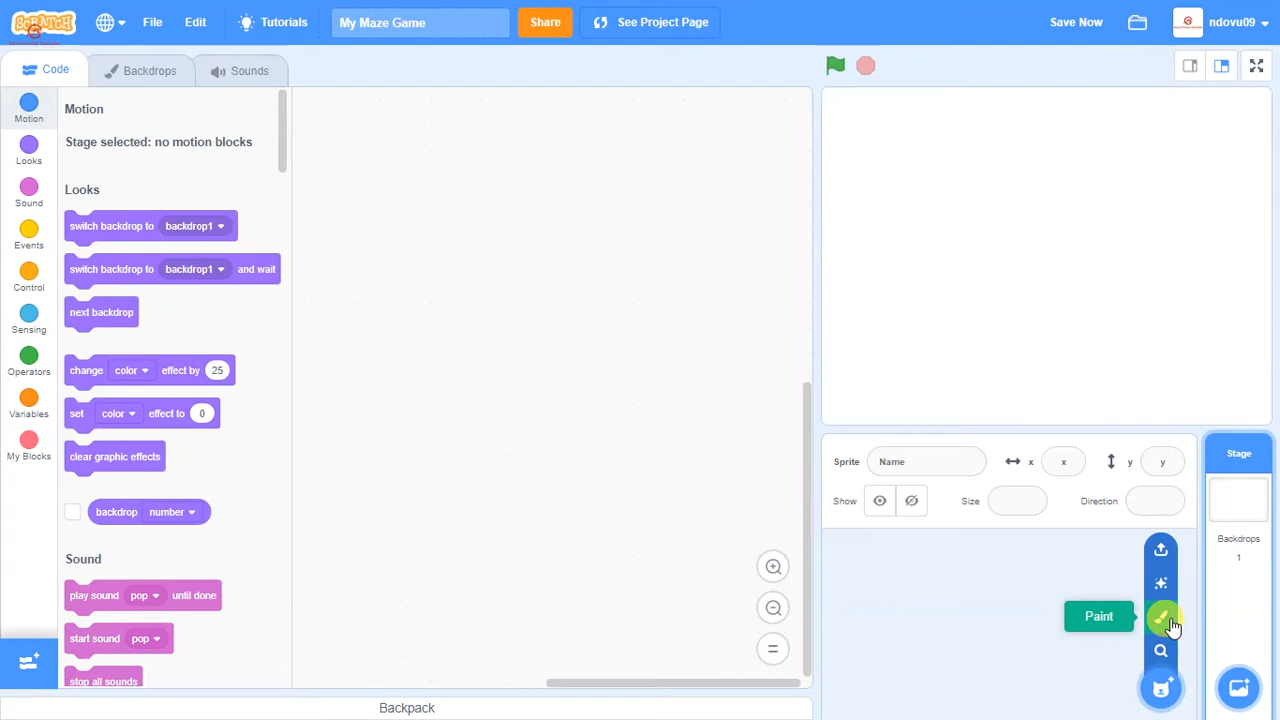 SCRATCH
File
Edit
Tutorials
My Maze Game
Share
See Project Page
Save Now
ndovu09
Code
Backdrops
Sounds
Motion
Looks
Sound
Events
Control
Sensing
Operators
Variables
My Blocks
Motion
Stage selected: no motion blocks
Looks
switch backdrop to backdrop1
switch backdrop to backdrop1 and wait
next backdrop
change color effect by 25
set color effect to 0
clear graphic effects
backdrop number
Sound
play sound pop until done
start sound pop
stop all sounds
Backpack
Sprite Name x x y y
Show Size Direction
Paint
Stage
Backdrops
1